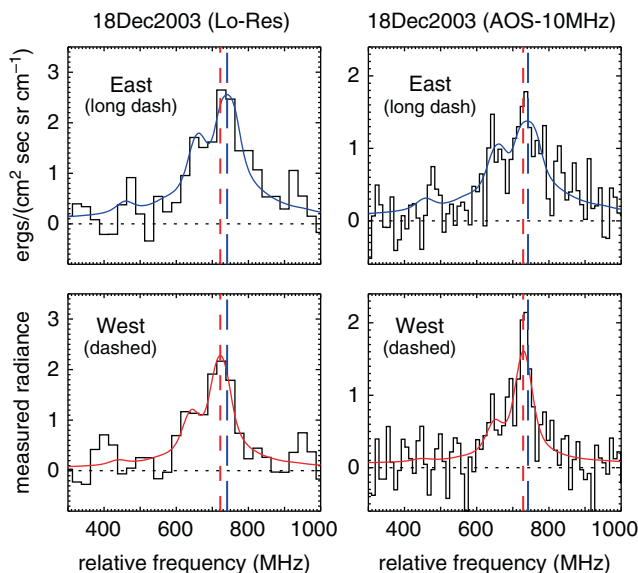 18Dec2003 (Lo-Res)
18Dec2003 (AOS-10MHz)
ergs/(cm² sec sr cm⁻¹)
3
2
1
0
East
(long dash)
2
1
0
East
(long dash)
measured radiance
3
2
1
0
West
(dashed)
2
1
0
West
(dashed)
400 600 800 1000
400 600 800 1000
relative frequency (MHz)
relative frequency (MHz)